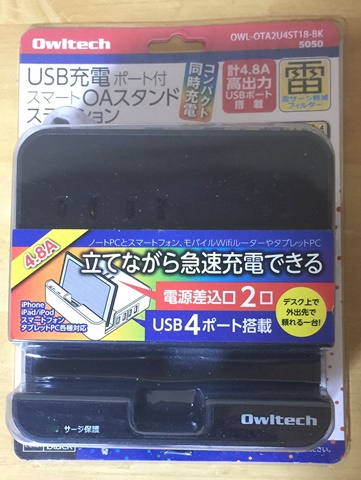 Owltech
OWL-OTA2U4ST18-BK
5050
USB充電 ポート付
スマート OAスタンド
ステーション
コンパクト
同時充電
計4.8A
高出力
USBポート
搭載
雷
雷サージ軽減
フィルター
4.8A
ノートPCとスマートフォン、モバイルWifiルーターやタブレットPC
立てながら急速充電できる
電源差込口2口
USB4ポート搭載
iPhone
iPad/iPod
スマートフォン
タブレットPC各種対応
デスク上で
外出先で
頼れる一台!
サージ保護
Owltech